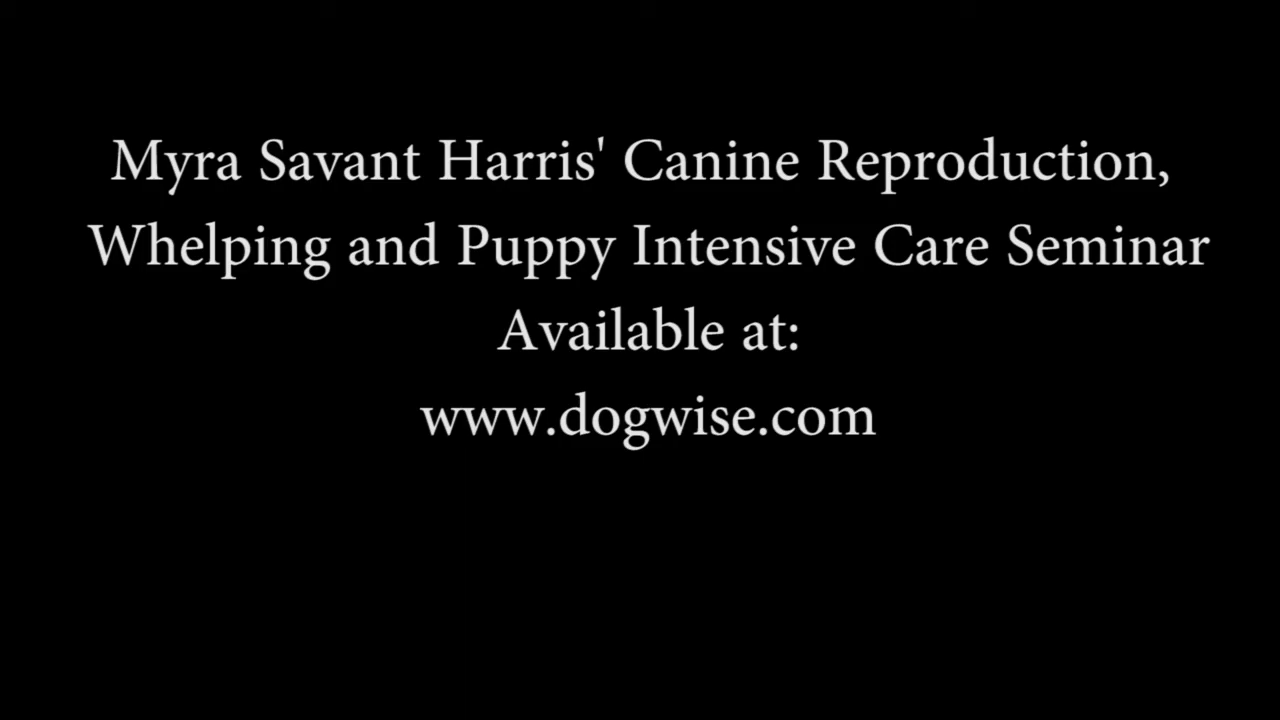 Myra Savant Harris' Canine Reproduction,
Whelping and Puppy Intensive Care Seminar
Available at:
www.dogwise.com